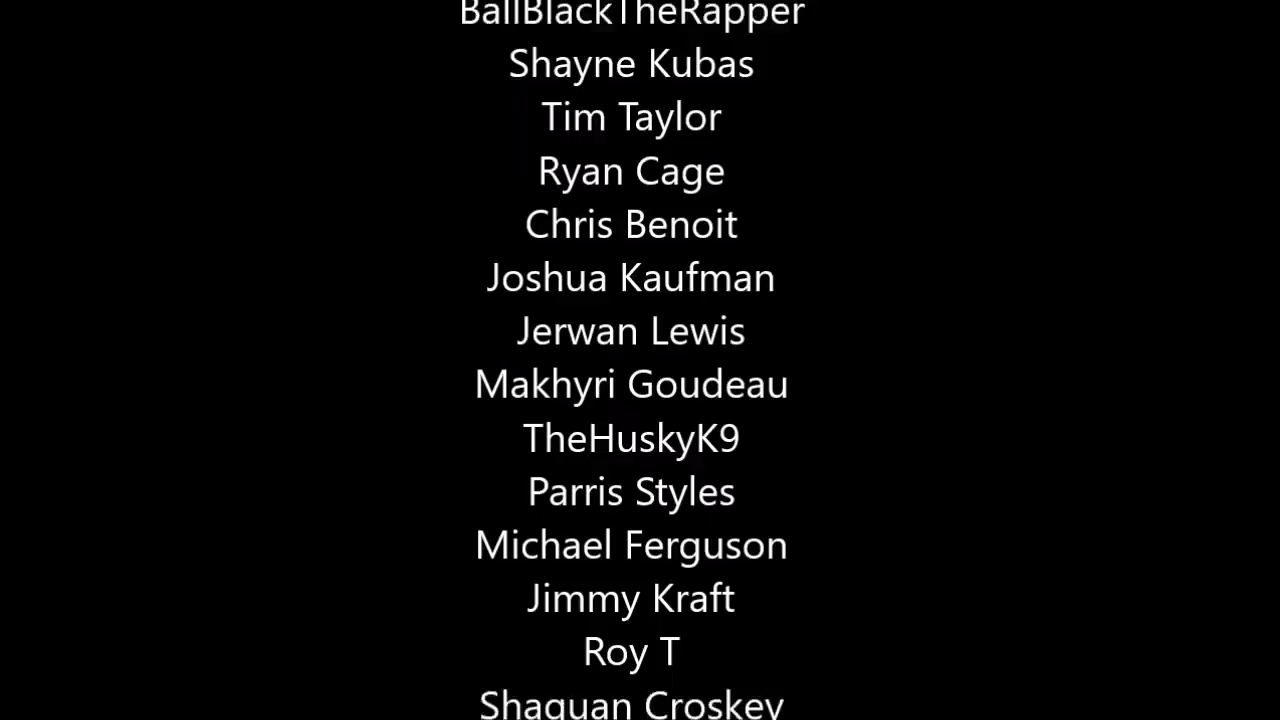 BallBlackTheRapper
Shayne Kubas
Tim Taylor
Ryan Cage
Chris Benoit
Joshua Kaufman
Jerwan Lewis
Makhyri Goudeau
TheHuskyK9
Parris Styles
Michael Ferguson
Jimmy Kraft
Roy T
Shaquan Croskey